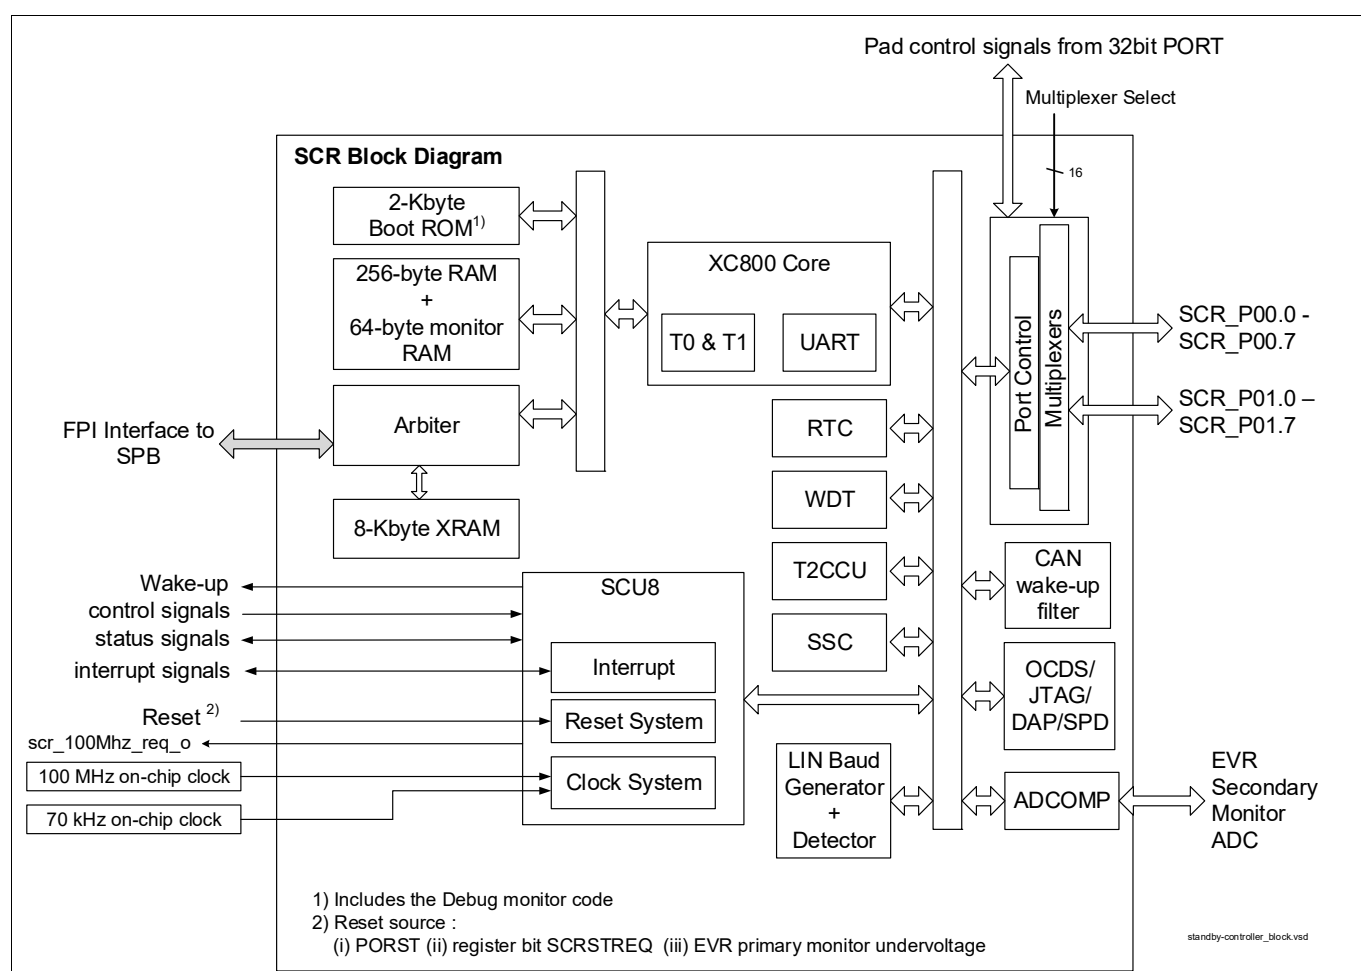 Pad control signals from 32bit PORT
Multiplexer Select
16
SCR Block Diagram
2-Kbyte
Boot ROM1)
256-byte RAM
+
64-byte monitor
RAM
Arbiter
8-Kbyte XRAM
FPI Interface to
SPB
XC800 Core
T0 & T1
UART
RTC
WDT
T2CCU
SSC
LIN Baud
Generator
+
Detector
Port Control
Multiplexers
SCR_P00.0 -
SCR_P00.7
SCR_P01.0 –
SCR_P01.7
CAN
wake-up
filter
OCDS/
JTAG/
DAP/SPD
ADCOMP
EVR
Secondary
Monitor
ADC
Wake-up
control signals
status signals
interrupt signals
Reset 2)
scr_100Mhz_req_o
100 MHz on-chip clock
70 kHz on-chip clock
SCU8
Interrupt
Reset System
Clock System
1) Includes the Debug monitor code
2) Reset source :
(i) PORST (ii) register bit SCRSTREQ (iii) EVR primary monitor undervoltage
standby-controller_block.vsd